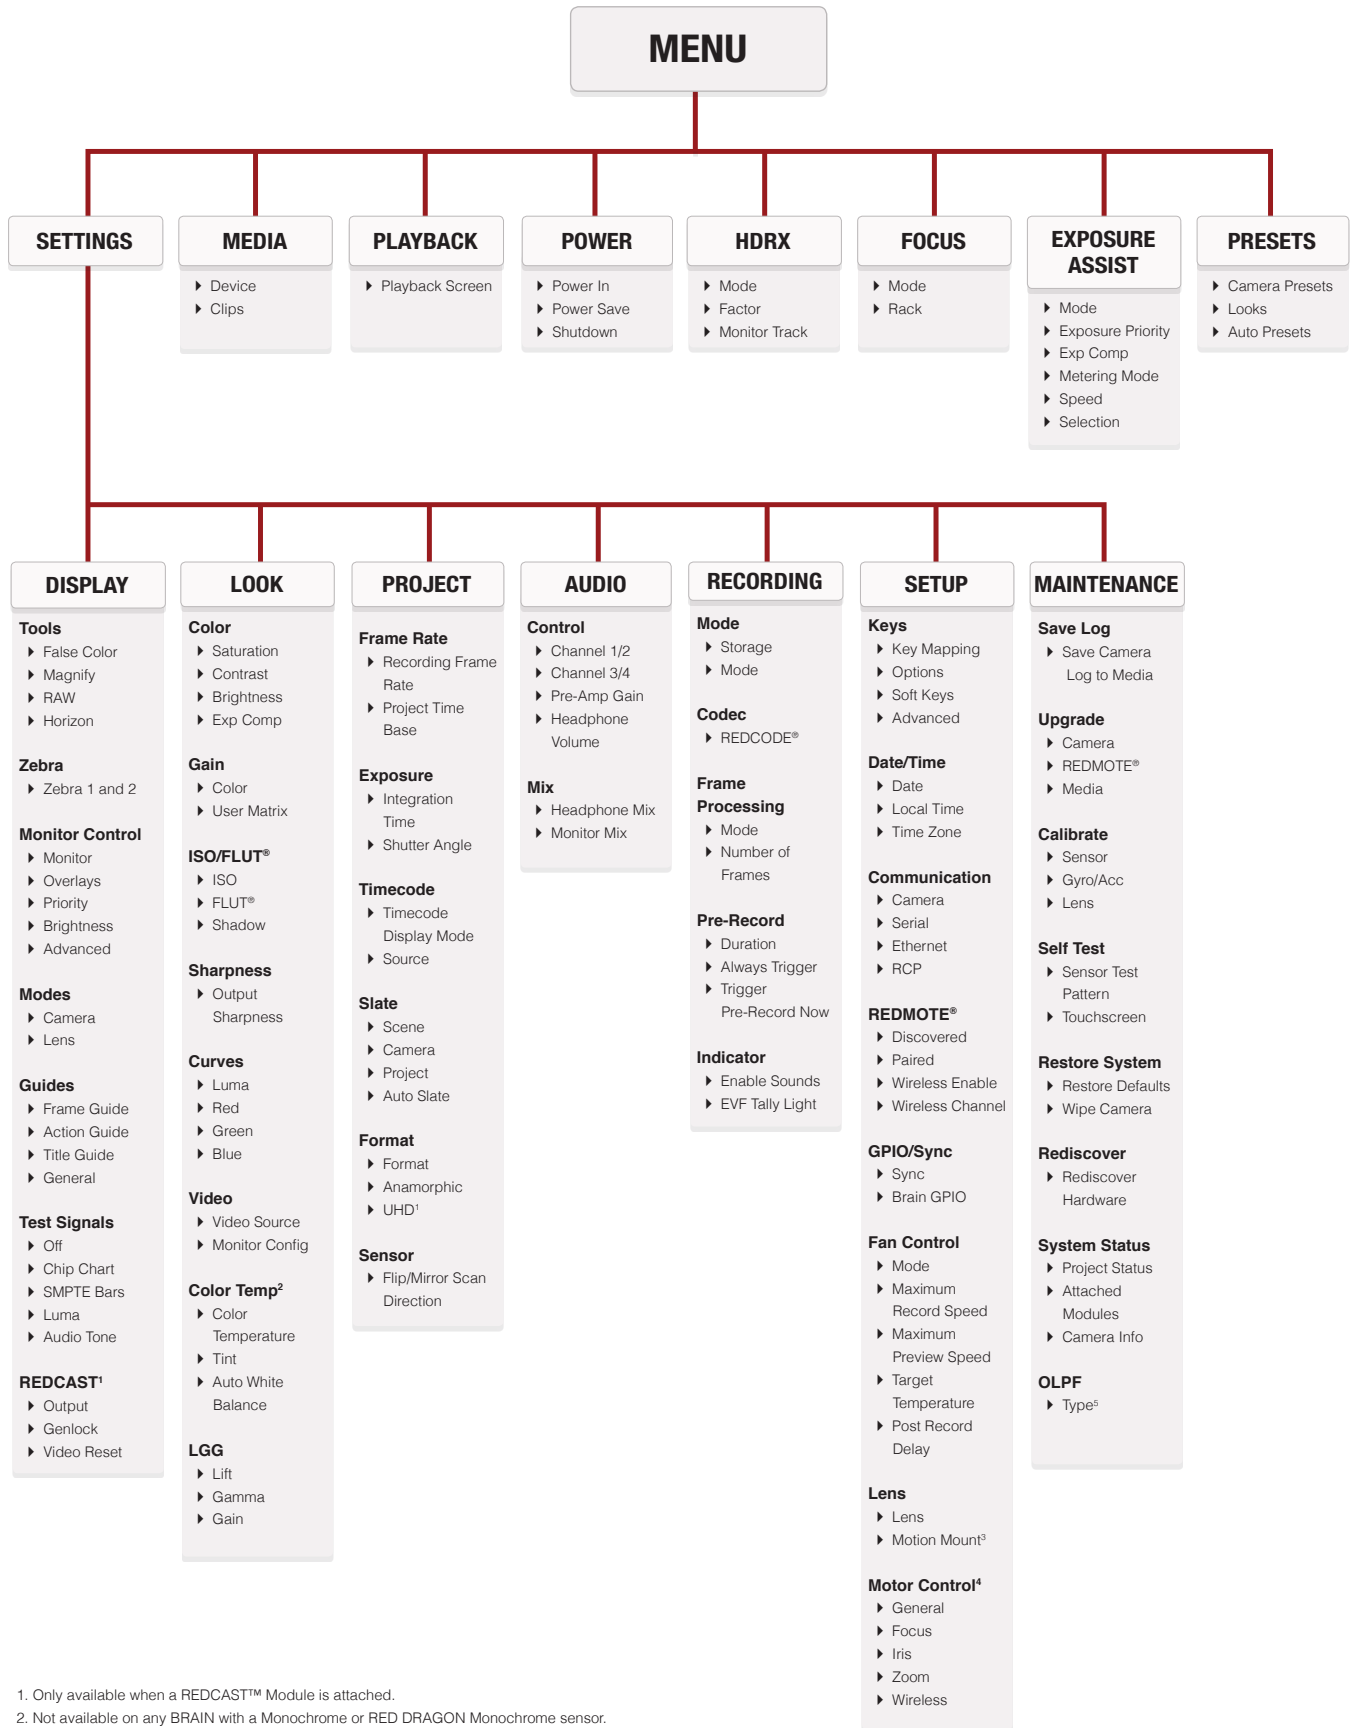 MENU
SETTINGS
MEDIA
Device
Clips
PLAYBACK
Playback Screen
POWER
Power In
Power Save
Shutdown
HDRX
Mode
Factor
Monitor Track
FOCUS
Mode
Rack
EXPOSURE
ASSIST
Mode
Exposure Priority
Exp Comp
Metering Mode
Speed
Selection
PRESETS
Camera Presets
Looks
Auto Presets
DISPLAY
Tools
False Color
Magnify
RAW
Horizon
Zebra
Zebra 1 and 2
Monitor Control
Monitor
Overlays
Priority
Brightness
Advanced
Modes
Camera
Lens
Guides
Frame Guide
Action Guide
Title Guide
General
Test Signals
Off
Chip Chart
SMPTE Bars
Luma
Audio Tone
REDCAST¹
Output
Genlock
Video Reset
LOOK
Color
Saturation
Contrast
Brightness
Exp Comp
Gain
Color
User Matrix
ISO/FLUT®
ISO
FLUT®
Shadow
Sharpness
Output
Sharpness
Curves
Luma
Red
Green
Blue
Video
Video Source
Monitor Config
Color Temp²
Color
Temperature
Tint
Auto White
Balance
LGG
Lift
Gamma
Gain
PROJECT
Frame Rate
Recording Frame
Rate
Project Time
Base
Exposure
Integration
Time
Shutter Angle
Timecode
Timecode
Display Mode
Source
Slate
Scene
Camera
Project
Auto Slate
Format
Format
Anamorphic
UHD¹
Sensor
Flip/Mirror Scan
Direction
AUDIO
Control
Channel 1/2
Channel 3/4
Pre-Amp Gain
Headphone
Volume
Mix
Headphone Mix
Monitor Mix
RECORDING
Mode
Storage
Mode
Codec
REDCODE®
Frame
Processing
Mode
Number of
Frames
Pre-Record
Duration
Always Trigger
Trigger
Pre-Record Now
Indicator
Enable Sounds
EVF Tally Light
SETUP
Keys
Key Mapping
Options
Soft Keys
Advanced
Date/Time
Date
Local Time
Time Zone
Communication
Camera
Serial
Ethernet
RCP
REDMOTE®
Discovered
Paired
Wireless Enable
Wireless Channel
GPIO/Sync
Sync
Brain GPIO
Fan Control
Mode
Maximum
Record Speed
Maximum
Preview Speed
Target
Temperature
Post Record
Delay
Lens
Lens
Motion Mount³
Motor Control⁴
General
Focus
Iris
Zoom
Wireless
MAINTENANCE
Save Log
Save Camera
Log to Media
Upgrade
Camera
REDMOTE®
Media
Calibrate
Sensor
Gyro/Acc
Lens
Self Test
Sensor Test
Pattern
Touchscreen
Restore System
Restore Defaults
Wipe Camera
Rediscover
Rediscover
Hardware
System Status
Project Status
Attached
Modules
Camera Info
OLPF
Type⁵
1. Only available when a REDCAST™ Module is attached.
2. Not available on any BRAIN with a Monochrome or RED DRAGON Monochrome sensor.